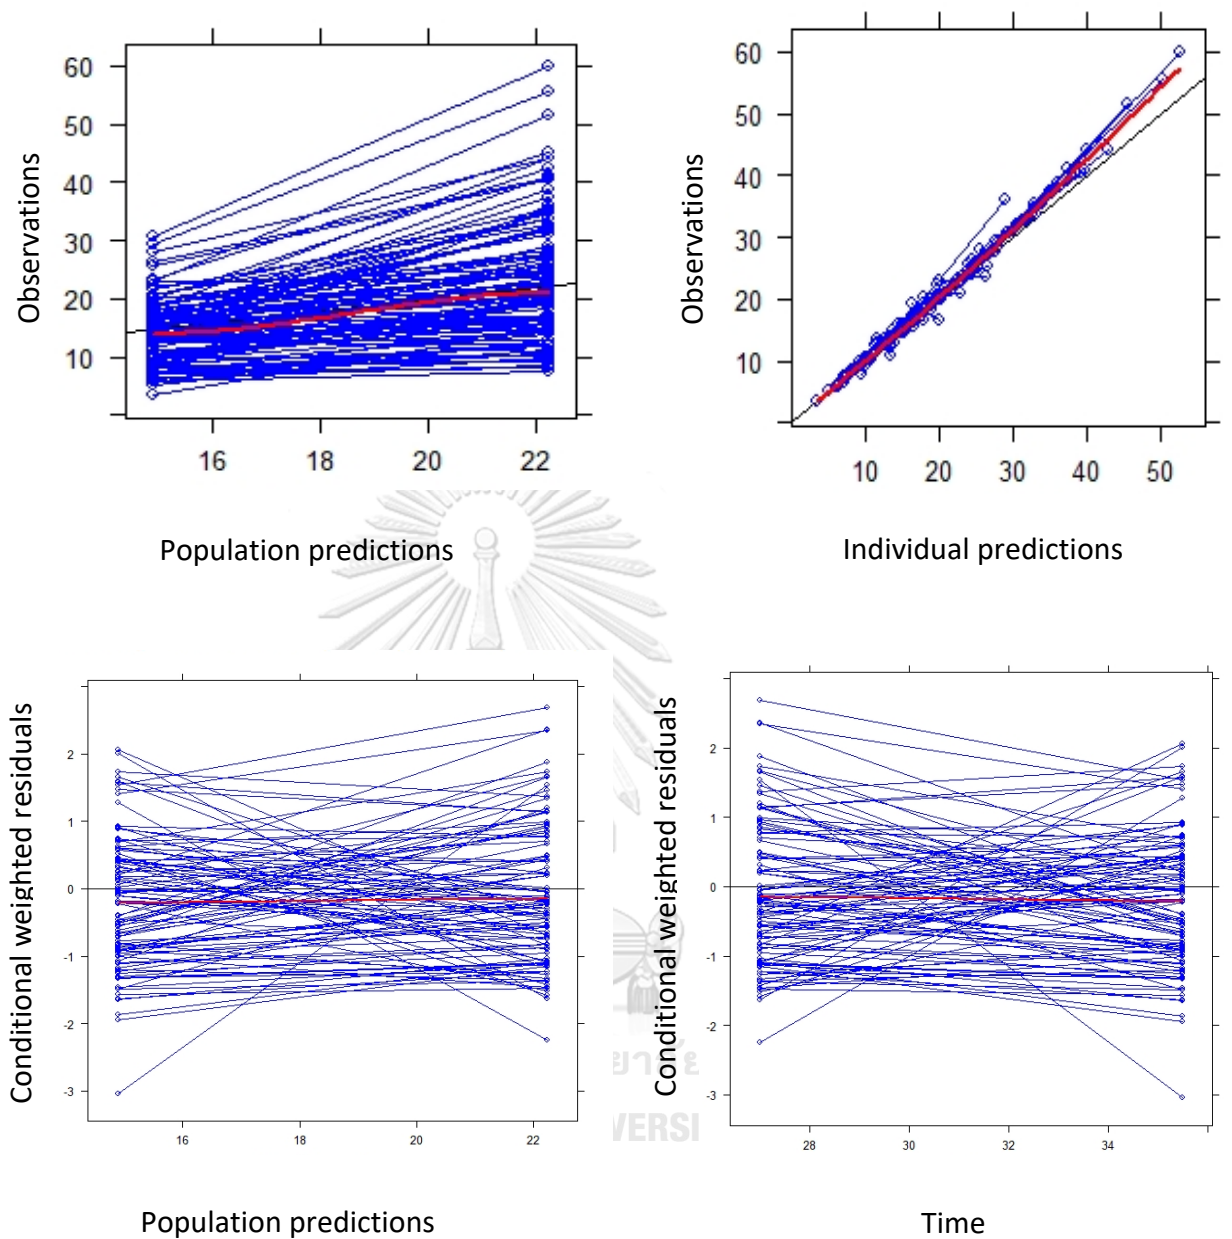 60
50
40
30
20
10
Observations
16 18 20 22
Population predictions
60
50
40
30
20
10
Observations
10 20 30 40 50
Individual predictions
2
1
0
-1
-2
-3
Conditional weighted residuals
16 18 20 22
Population predictions
2
1
0
-1
-2
-3
Conditional weighted residuals
28 30 32 34
Time
VERSI